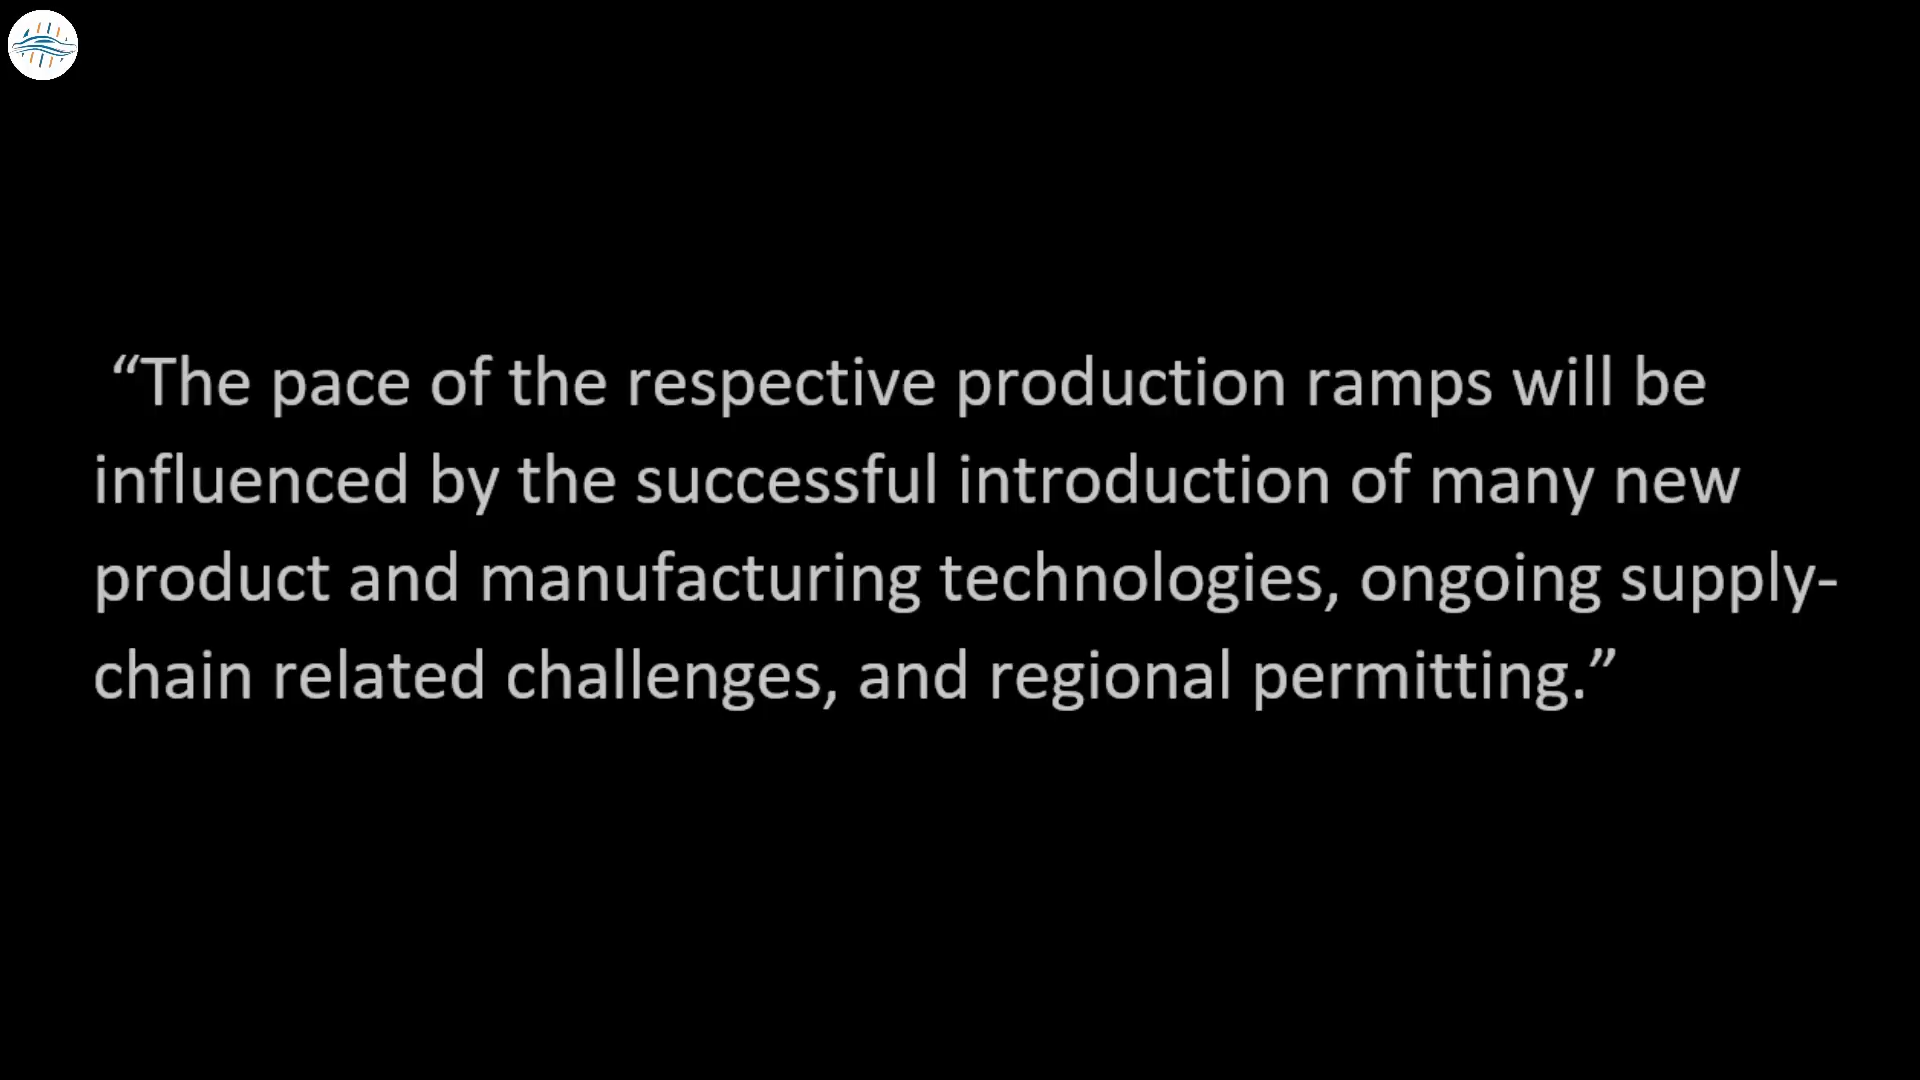 “The pace of the respective production ramps will be
influenced by the successful introduction of many new
product and manufacturing technologies, ongoing supply-
chain related challenges, and regional permitting.”